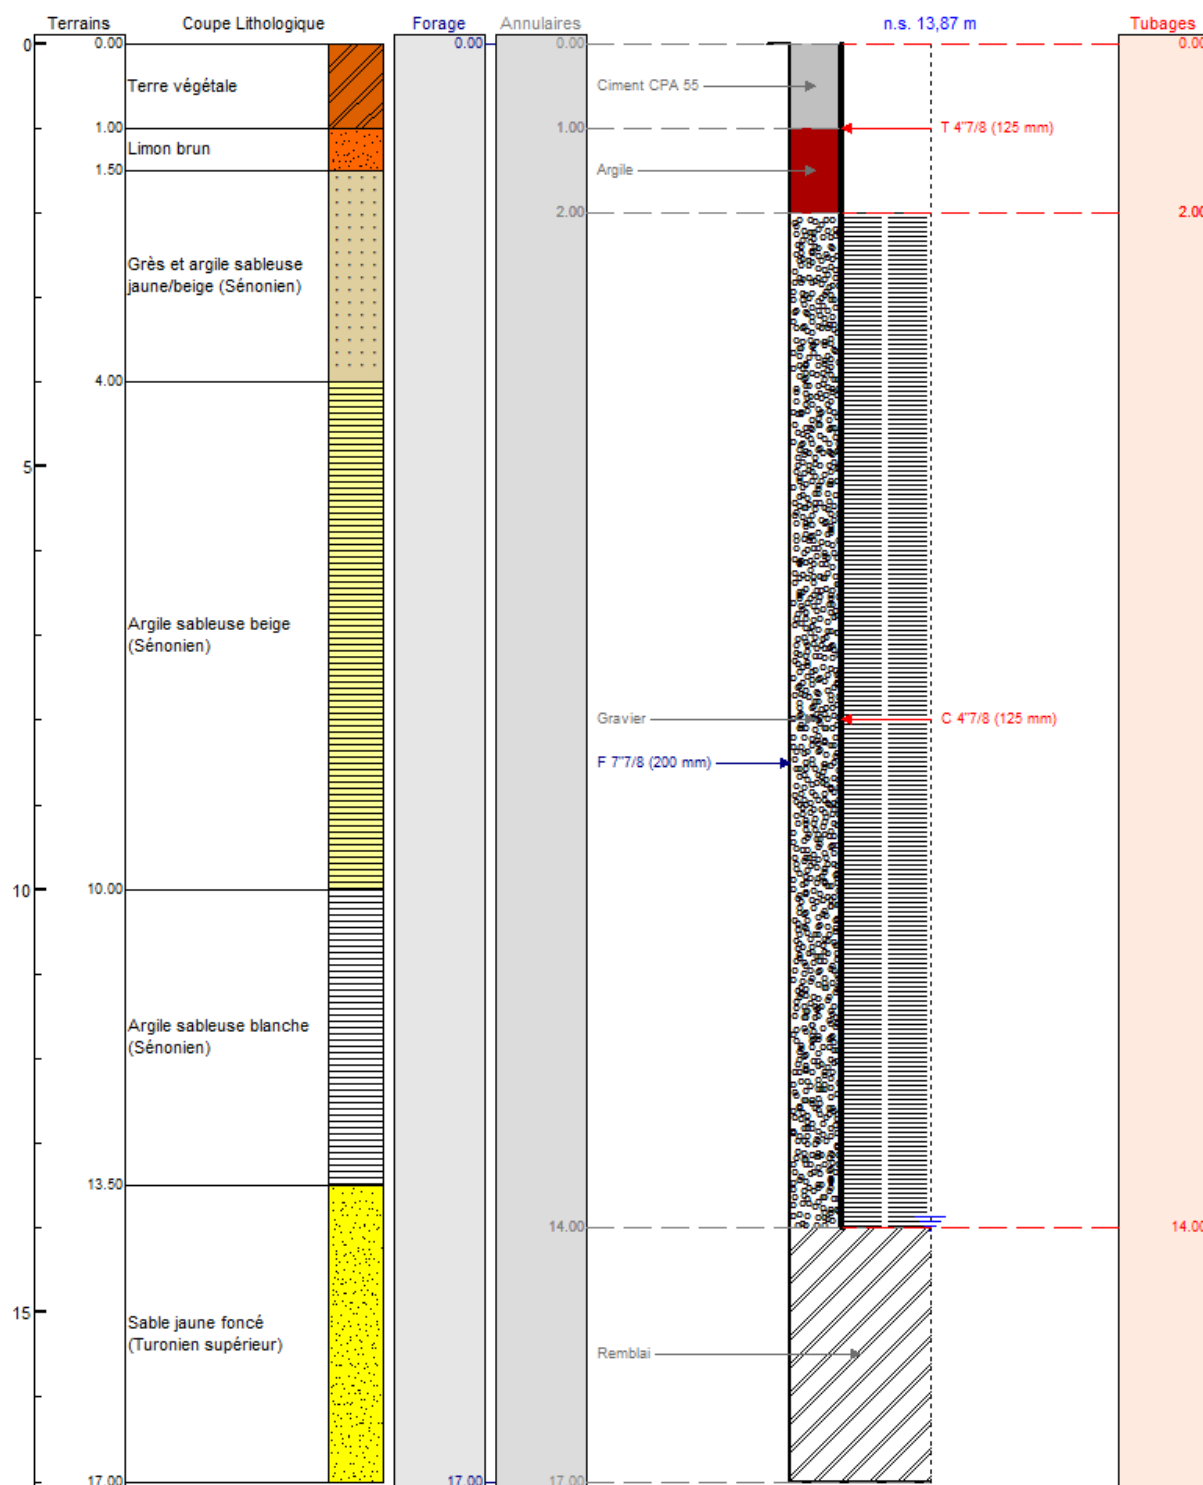 Terrains
Coupe Lithologique
Forage
Annulaires
n.s. 13,87 m
Tubages
0
0.00
0.00
0.00
0.00
Terre végétale
Ciment CPA 55
1.00
1.00
T 4"7/8 (125 mm)
Limon brun
1.50
Argile
2.00
2.00
Grès et argile sableuse
jaune/beige (Sénonien)
4.00
5
Argile sableuse beige
(Sénonien)
Gravier
C 4"7/8 (125 mm)
F 7"7/8 (200 mm)
10
10.00
Argile sableuse blanche
(Sénonien)
13.50
14.00
14.00
15
Sable jaune foncé
(Turonien supérieur)
Remblai
17.00
17.00
17.00